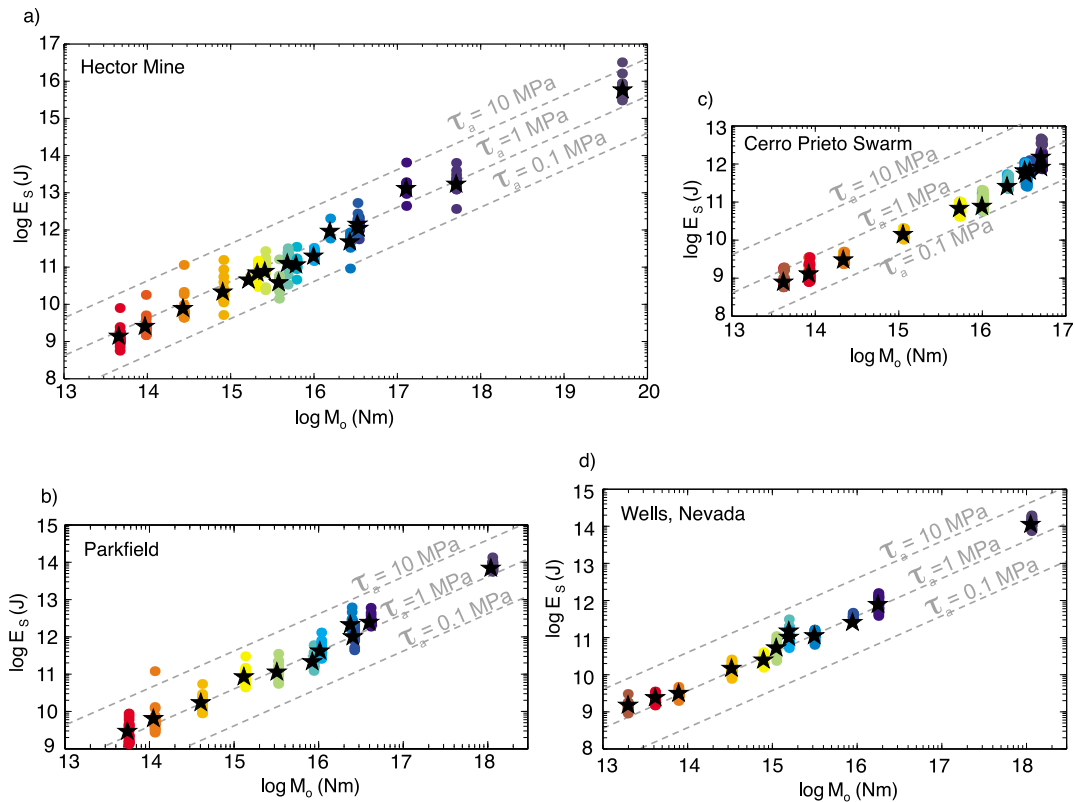 a)
Hector Mine
17
16
15
14
13
12
11
10
9
8
log E_s (J)
τ_a = 10 MPa
τ_a = 1 MPa
τ_a = 0.1 MPa
13 14 15 16 17 18 19 20
log M_o (Nm)
c)
Cerro Prieto Swarm
13
12
11
10
9
8
log E_s (J)
τ_a = 10 MPa
τ_a = 1 MPa
τ_a = 0.1 MPa
13 14 15 16 17
log M_o (Nm)
b)
Parkfield
15
14
13
12
11
10
9
log E_s (J)
τ_a = 10 MPa
τ_a =1 MPa
τ_a = 0.1 MPa
13 14 15 16 17 18
log M_o (Nm)
d)
Wells, Nevada
15
14
13
12
11
10
9
8
log E_s (J)
τ_a = 10 MPa
τ_a = 1 MPa
τ_a = 0.1 MPa
13 14 15 16 17 18
log M_o (Nm)